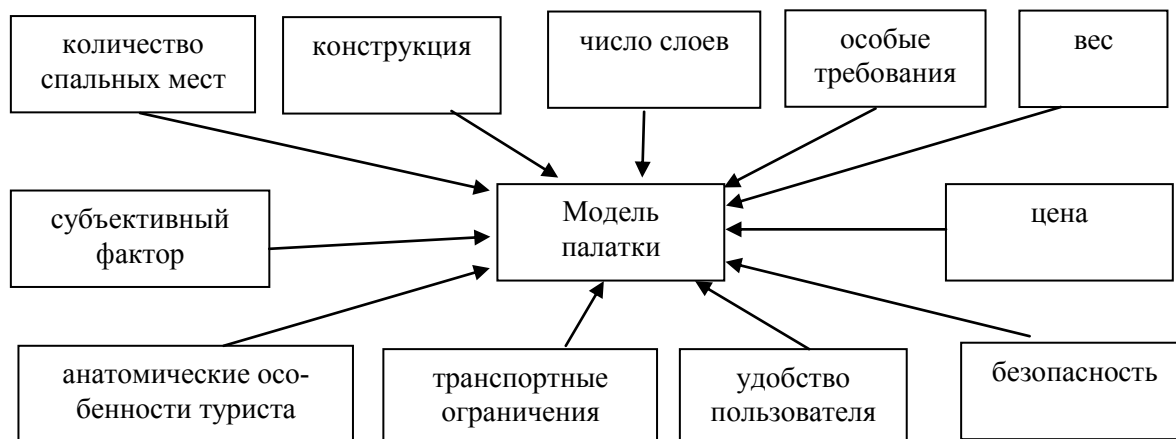 количество
спальных мест
конструкция
число слоев
особые
требования
вес
субъективный
фактор
Модель
палатки
цена
анатомические осо-
бенности туриста
транспортные
ограничения
удобство
пользователя
безопасность